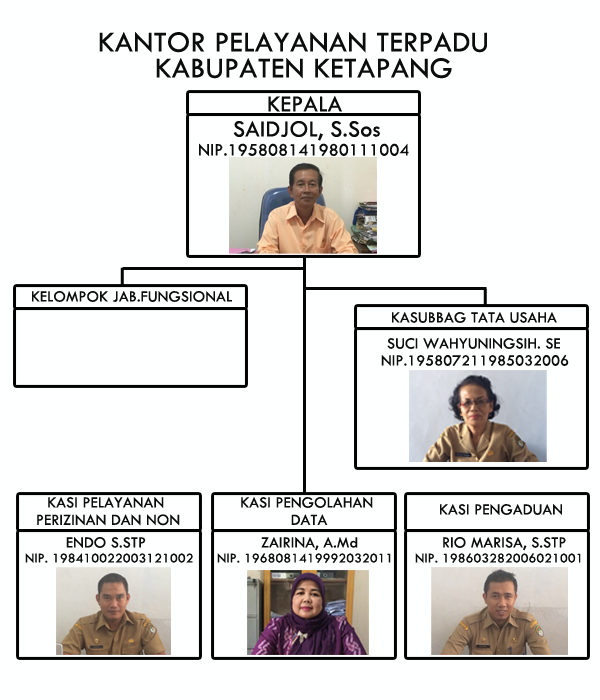 KANTOR PELAYANAN TERPADU
KABUPATEN KETAPANG
KEPALA
SAIDJOL, S.Sos
NIP.195808141980111004
KELOMPOK JAB.FUNGSIONAL
KASUBBAG TATA USAHA
SUCI WAHYUNINGSIH. SE
NIP.195807211985032006
KASI PELAYANAN
PERIZINAN DAN NON
ENDO S.STP
NIP. 198410022003121002
KASI PENGOLAHAN
DATA
ZAIRINA, A.Md
NIP. 1968081419992032011
KASI PENGADUAN
RIO MARISA, S.STP
NIP. 198603282006021001